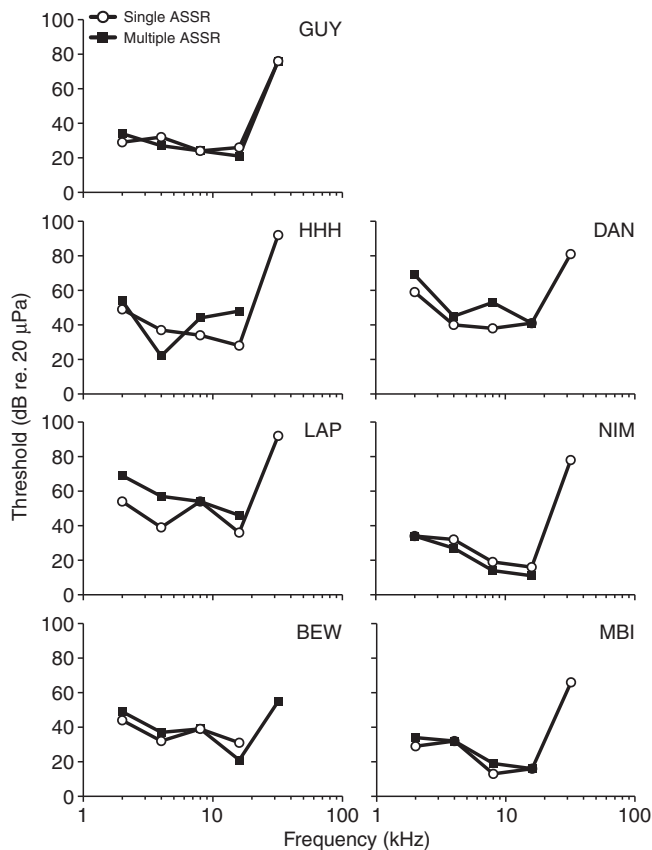 Single ASSR
Multiple ASSR
GUY
100
80
60
40
20
0
HHH
DAN
100
80
60
40
20
0
LAP
NIM
100
80
60
40
20
0
BEW
MBI
100
80
60
40
20
0
1 10 100 1 10 100
Threshold (dB re. 20 μPa)
Frequency (kHz)